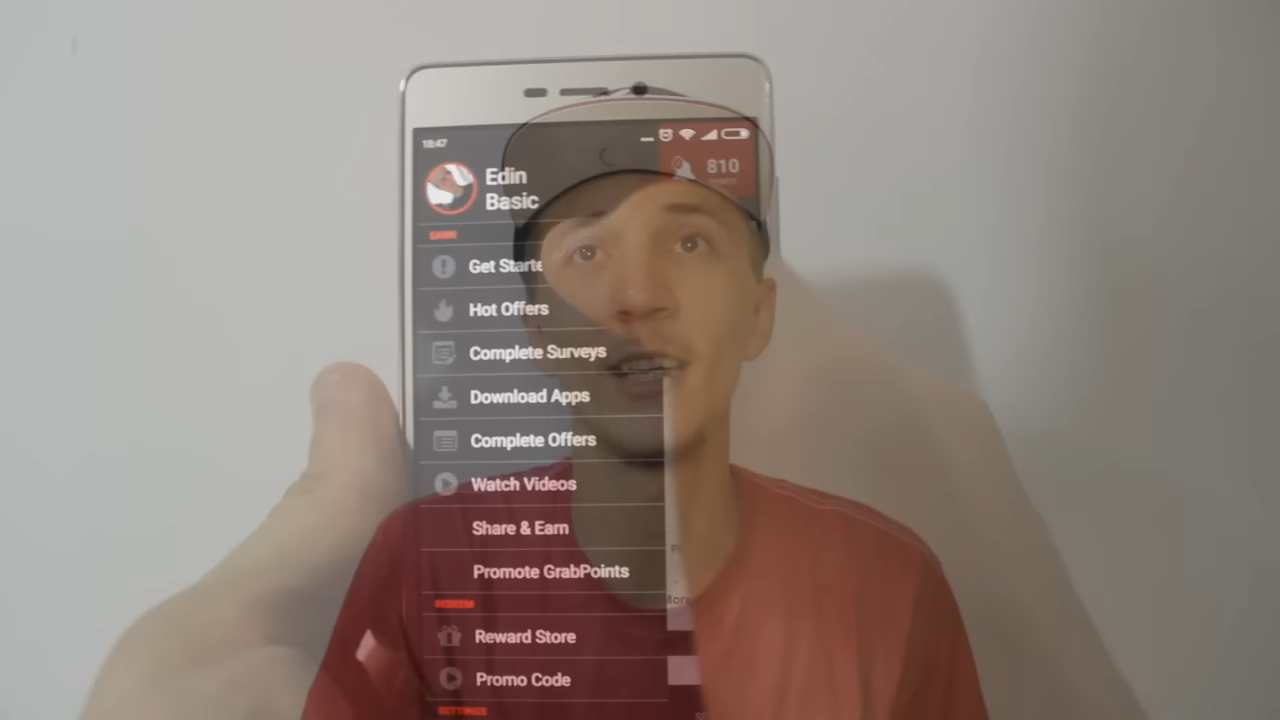 18:47
810
Edin
Basic
EARN
Get Starte
Hot Offers
Complete Surveys
Download Apps
Complete Offers
Watch Videos
Share & Earn
Promote GrabPoints
REDEEM
Reward Store
Promo Code
SETTINGS